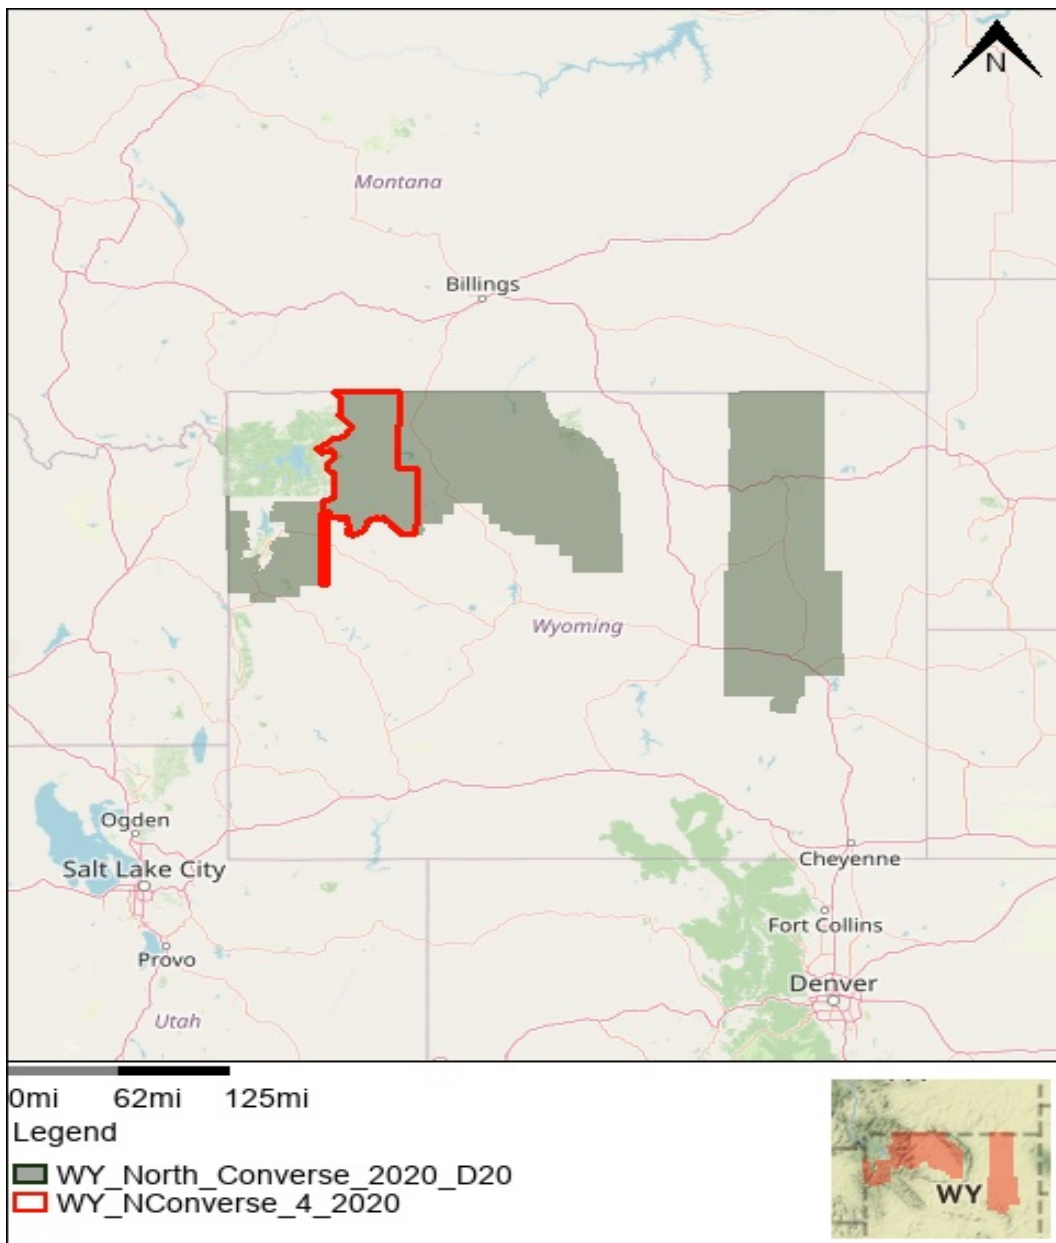 N
Montana
Billings
Wyoming
Ogden
Salt Lake City
Cheyenne
Fort Collins
Provo
Denver
Utah
0mi 62mi 125mi
Legend
WY_North_Converse_2020_D20
WY_NConverse_4_2020
WY